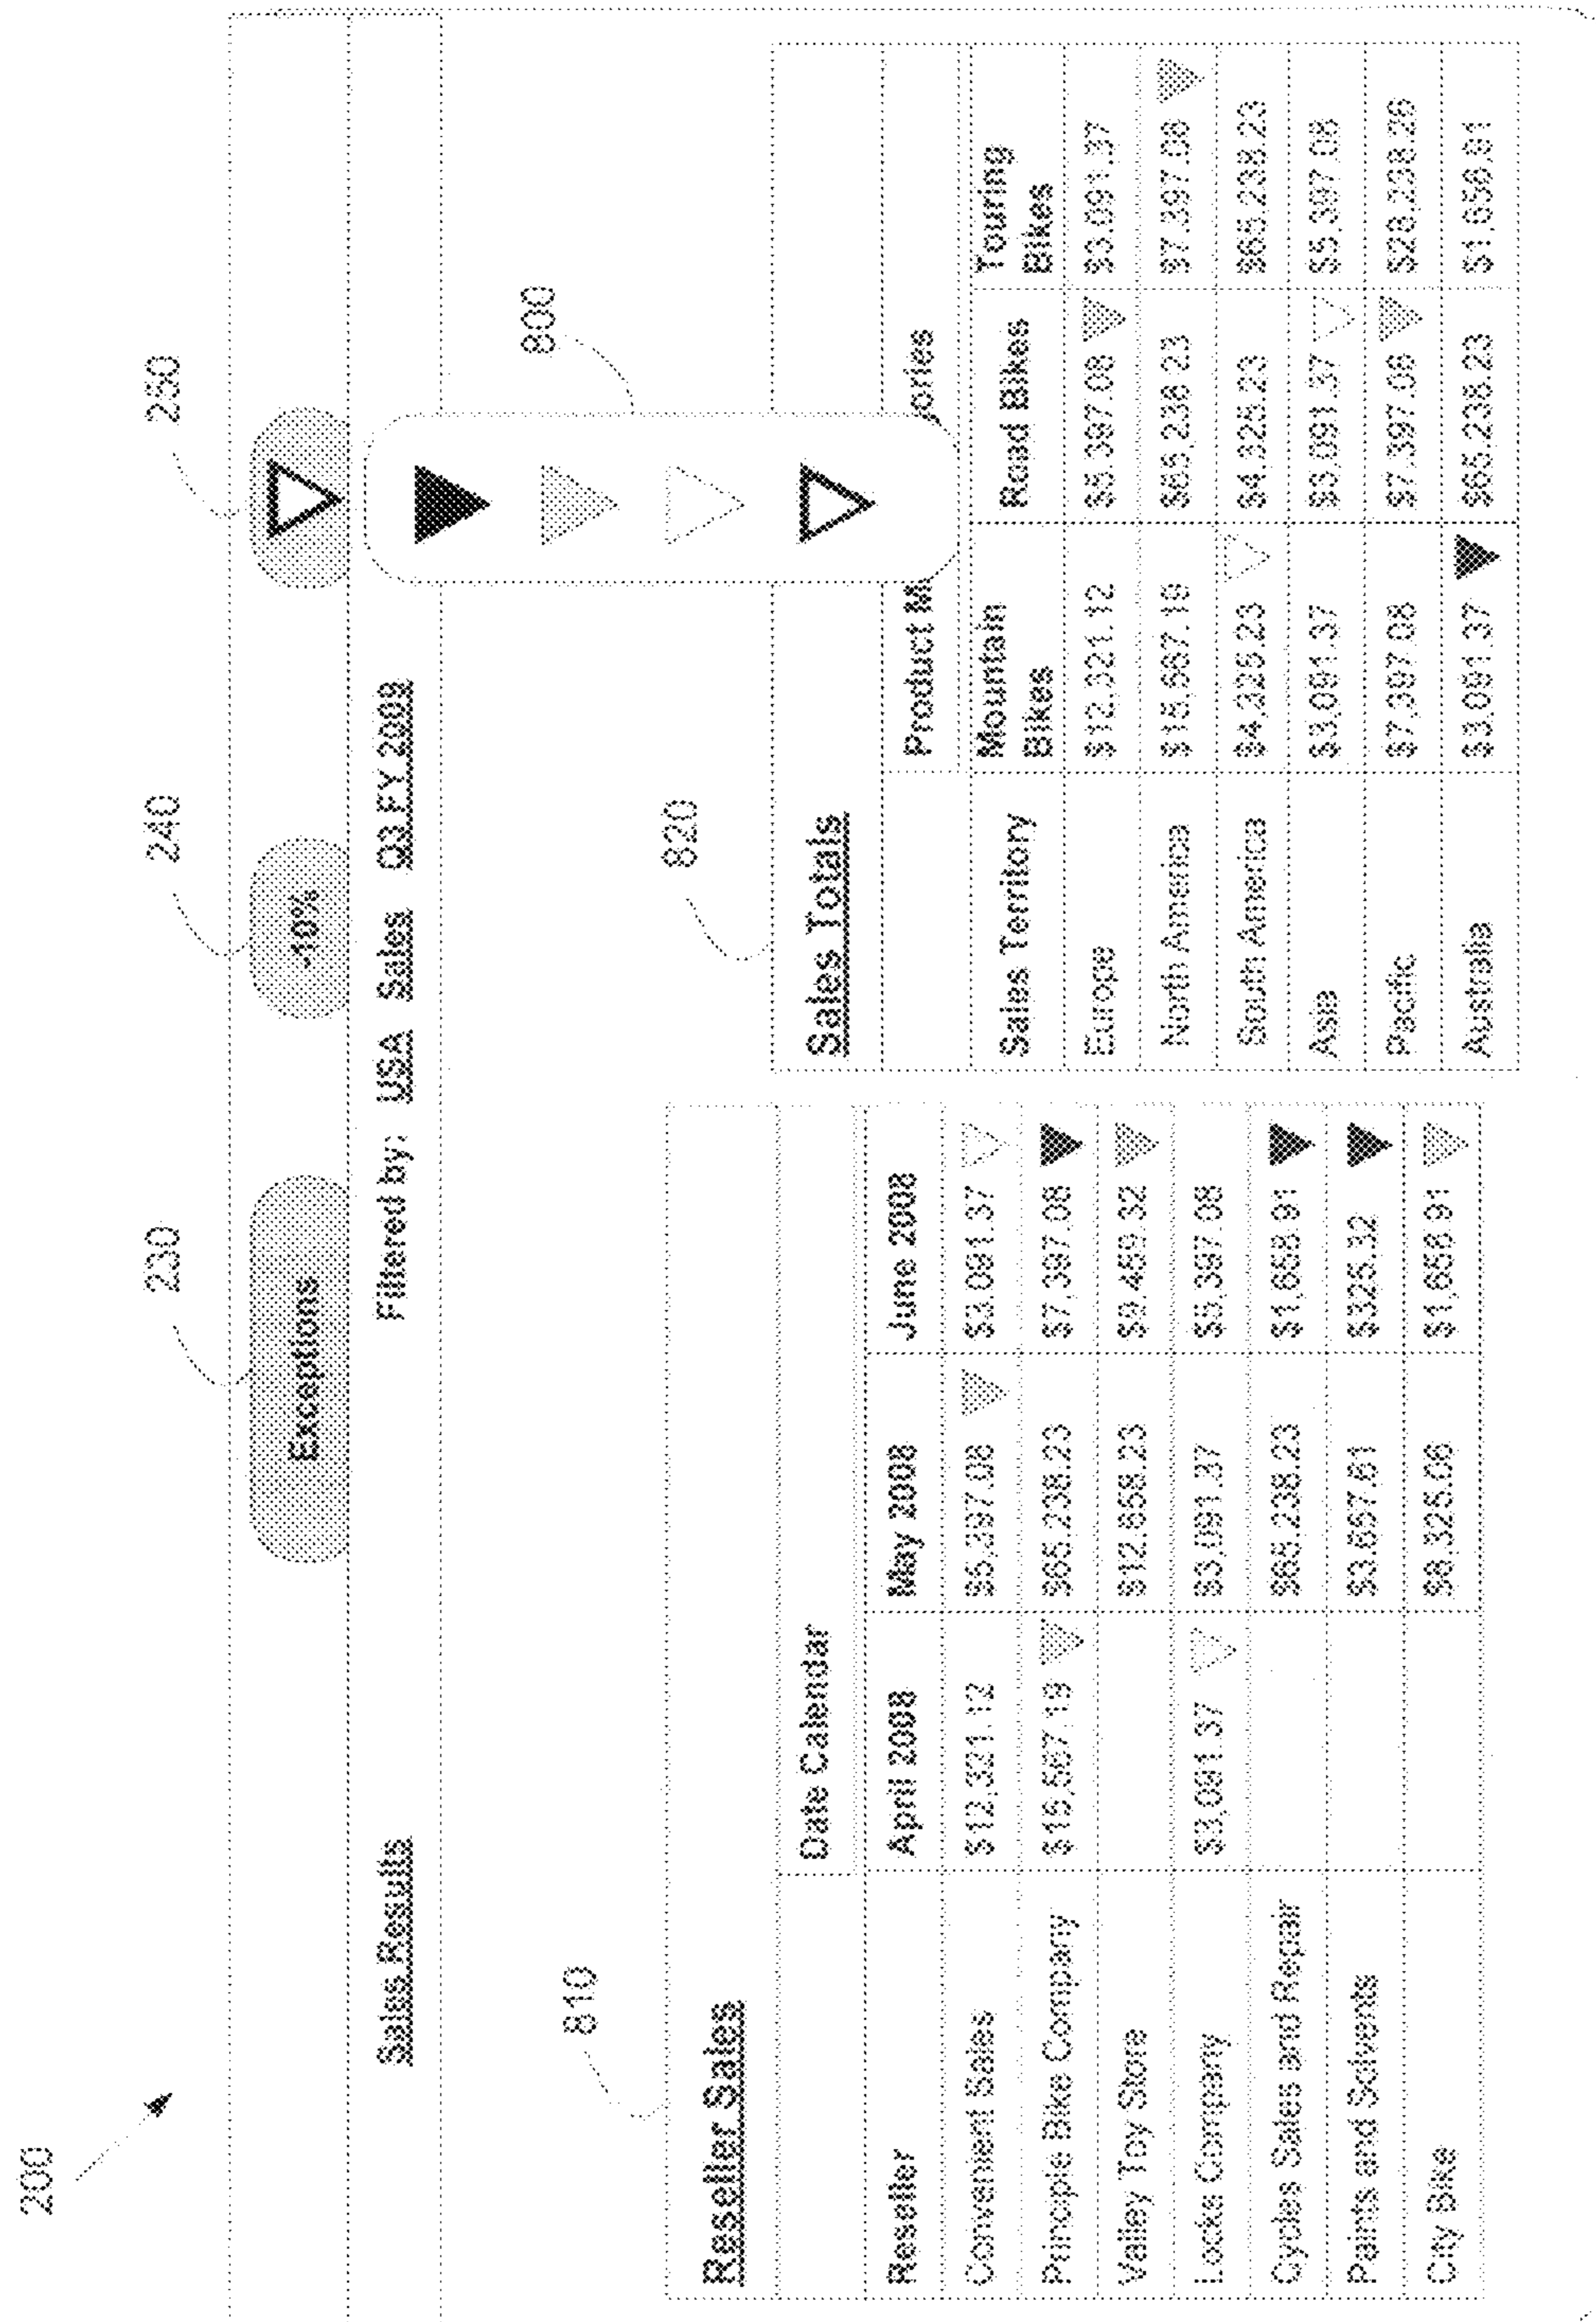 200
230
240
250
Exceptions
-10%
Sales Results
Filtered by: USA Sales Q3 FY 2009
800
810
Reseller Sales
Date Calendar
Reseller April 2008 May 2008 June 2008
Convenient Sales $12,321.12 $5,397.08 $3,091.37
Principle Bike Company $15,567.19 $65,238.23 $7,397.08
Valley Toy Store $12,658.23 $9,459.32
Locks Company $3,091.37 $3,091.37 $5,397.08
Cycles Sales and Repair $65,238.23 $1,658.91
Paints and Solvents $3,657.61 $325.32
City Bike $8,325.06 $1,658.91
820
Sales Totals
Product M ories
Sales Territory Mountain Bikes Road Bikes Touring Bikes
Europe $12,321.12 $5,397.08 $3,091.37
North America $15,567.19 $65,238.23 $7,397.08
South America $4,325.23 $4,325.23 $65,238.23
Asia $3,091.37 $3,091.37 $5,397.08
Pacific $7,397.08 $7,397.08 $28,238.26
Australia $3,091.37 $65,238.23 $1,658.91